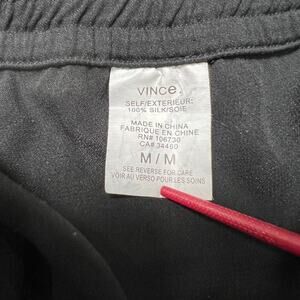 VINCE.
SELF/EXTERIEUR:
100% SILK/SOIE
MADE IN CHINA
FABRIQUE EN CHINE
RN# 106730
CA# 34460
M / M
SEE REVERSE FOR CARE
VOIR AU VERSO POUR LES SOINS